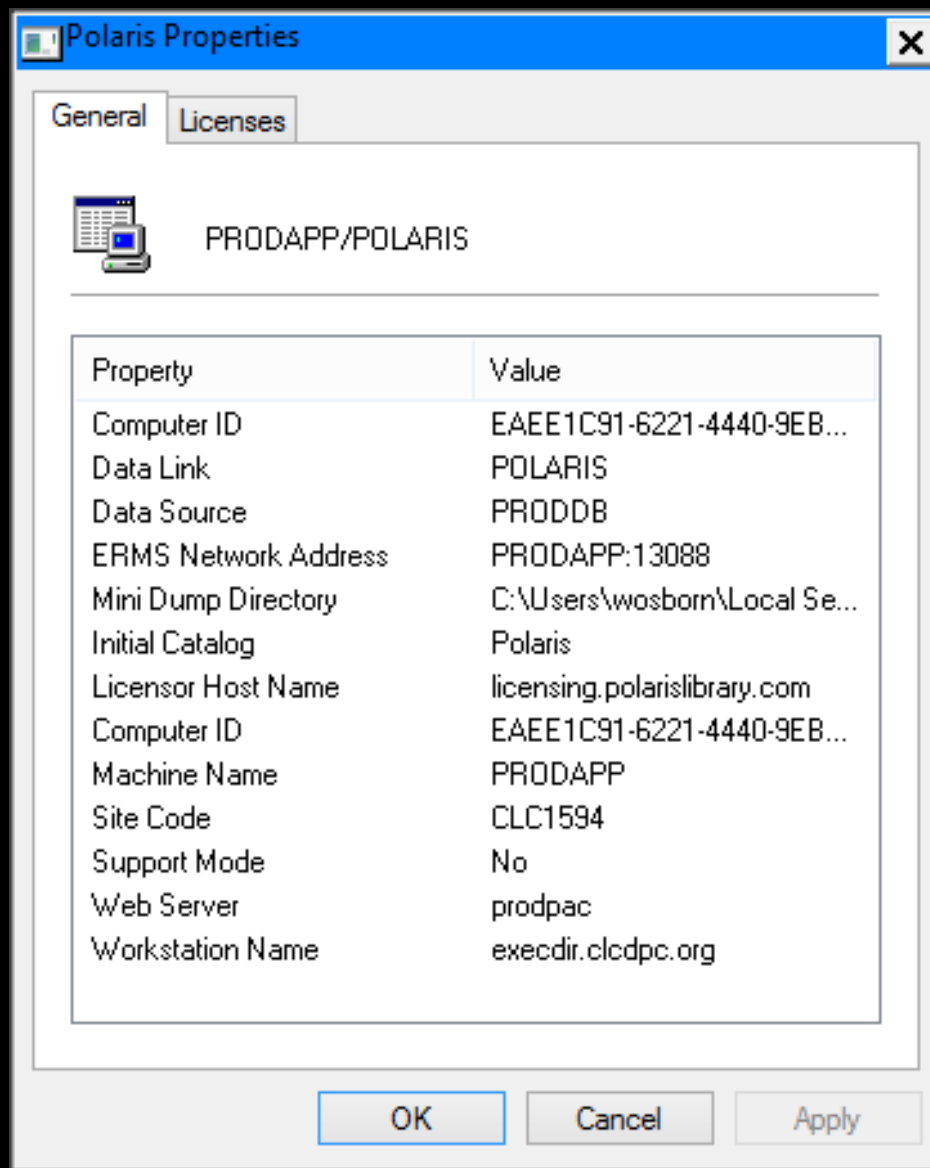 Polaris Properties
General Licenses
PRODAPP/POLARIS
Property Value
Computer ID EAEE1C91-6221-4440-9EB...
Data Link POLARIS
Data Source PRODDB
ERMS Network Address PRODAPP:13088
Mini Dump Directory C:\Users\wosborn\Local Se...
Initial Catalog Polaris
Licensor Host Name licensing.polarislibrary.com
Computer ID EAEE1C91-6221-4440-9EB...
Machine Name PRODAPP
Site Code CLC1594
Support Mode No
Web Server prodpac
Workstation Name execdir.clcdpc.org
OK Cancel Apply